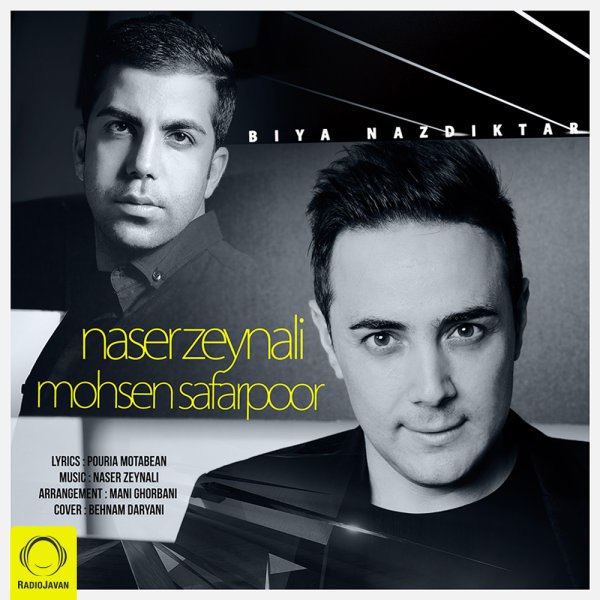 BIYA NAZDIKTAR
naser zeynali
mohsen safarpoor
LYRICS : POURIA MOTABEAN
MUSIC : NASER ZEYNALI
ARRANGEMENT : MANI GHORBANI
COVER : BEHNAM DARYANI
RADIOJAVAN